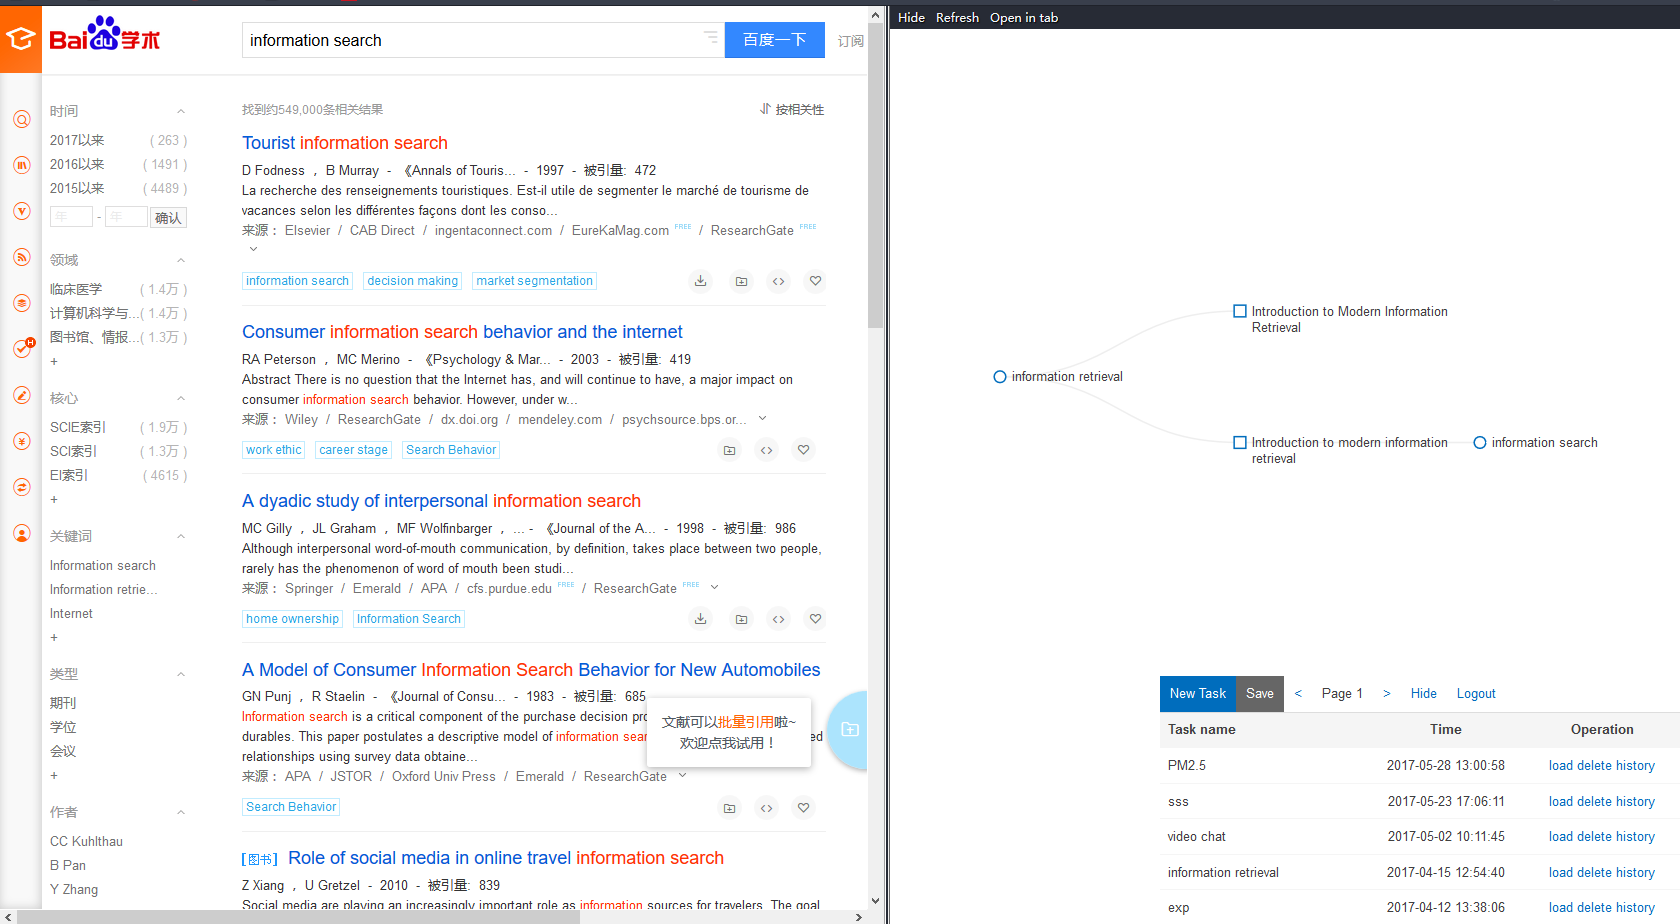 Baidu学术
information search
百度一下
订阅
时间
2017以来 ( 263 )
2016以来 ( 1491 )
2015以来 ( 4489 )
年 - 年 确认
领域
临床医学 ( 1.4万 )
计算机科学与...( 1.4万 )
图书馆、情报...( 1.3万 )
+
核心
SCIE索引 ( 1.9万 )
SCI索引 ( 1.3万 )
EI索引 ( 4615 )
+
关键词
Information search
Information retrie...
Internet
+
类型
期刊
学位
会议
+
作者
CC Kuhlthau
B Pan
Y Zhang
找到约549,000条相关结果
按相关性
Tourist information search
D Fodness ， B Murray - 《Annals of Touris... - 1997 - 被引量: 472
La recherche des renseignements touristiques. Est-il utile de segmenter le marché de tourisme de
vacances selon les différentes façons dont les conso...
来源： Elsevier / CAB Direct / ingentaconnect.com / EureKaMag.com FREE / ResearchGate FREE
information search decision making market segmentation
Consumer information search behavior and the internet
RA Peterson ， MC Merino - 《Psychology & Mar... - 2003 - 被引量: 419
Abstract There is no question that the Internet has, and will continue to have, a major impact on
consumer information search behavior. However, under w...
来源： Wiley / ResearchGate / dx.doi.org / mendeley.com / psychsource.bps.or...
work ethic career stage Search Behavior
A dyadic study of interpersonal information search
MC Gilly ， JL Graham ， MF Wolfinbarger ， ... - 《Journal of the A... - 1998 - 被引量: 986
Although interpersonal word-of-mouth communication, by definition, takes place between two people,
rarely has the phenomenon of word of mouth been studi...
来源： Springer / Emerald / APA / cfs.purdue.edu FREE / ResearchGate FREE
home ownership Information Search
A Model of Consumer Information Search Behavior for New Automobiles
GN Punj ， R Staelin - 《Journal of Consu... - 1983 - 被引量: 685
Information search is a critical component of the purchase decision pro
durables. This paper postulates a descriptive model of information sear ed
relationships using survey data obtaine...
来源： APA / JSTOR / Oxford Univ Press / Emerald / ResearchGate
Search Behavior
文献可以批量引用啦~
欢迎点我试用！
[图书] Role of social media in online travel information search
Z Xiang ， U Gretzel - 2010 - 被引量: 839
Social media are playing an increasingly important role as information sources for travelers. The goal
Hide Refresh Open in tab
Introduction to Modern Information
Retrieval
information retrieval
Introduction to modern information
retrieval
information search
New Task Save < Page 1 > Hide Logout
Task name Time Operation
PM2.5 2017-05-28 13:00:58 load delete history
sss 2017-05-23 17:06:11 load delete history
video chat 2017-05-02 10:11:45 load delete history
information retrieval 2017-04-15 12:54:40 load delete history
exp 2017-04-12 13:38:06 load delete history